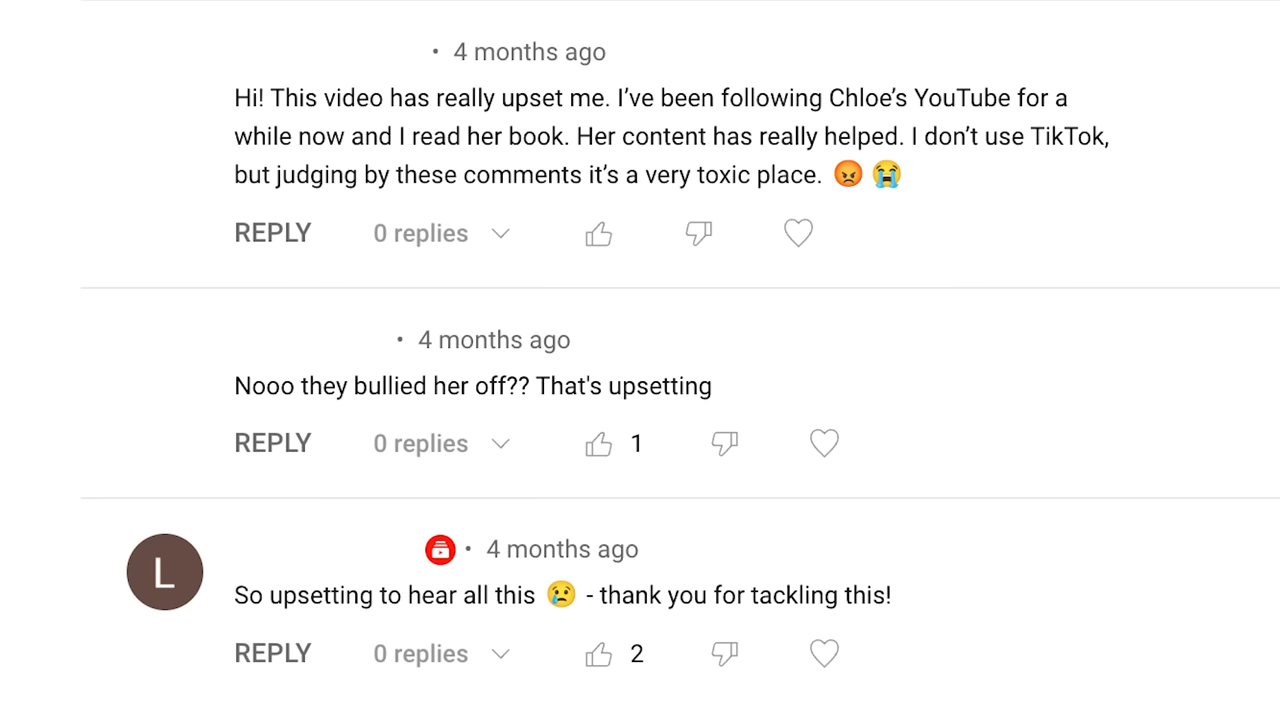 • 4 months ago
Hi! This video has really upset me. I’ve been following Chloe’s YouTube for a
while now and I read her book. Her content has really helped. I don’t use TikTok,
but judging by these comments it’s a very toxic place. 😡 😭
REPLY 0 replies
• 4 months ago
Nooo they bullied her off?? That's upsetting
REPLY 0 replies 1
L • 4 months ago
So upsetting to hear all this 😢 - thank you for tackling this!
REPLY 0 replies 2